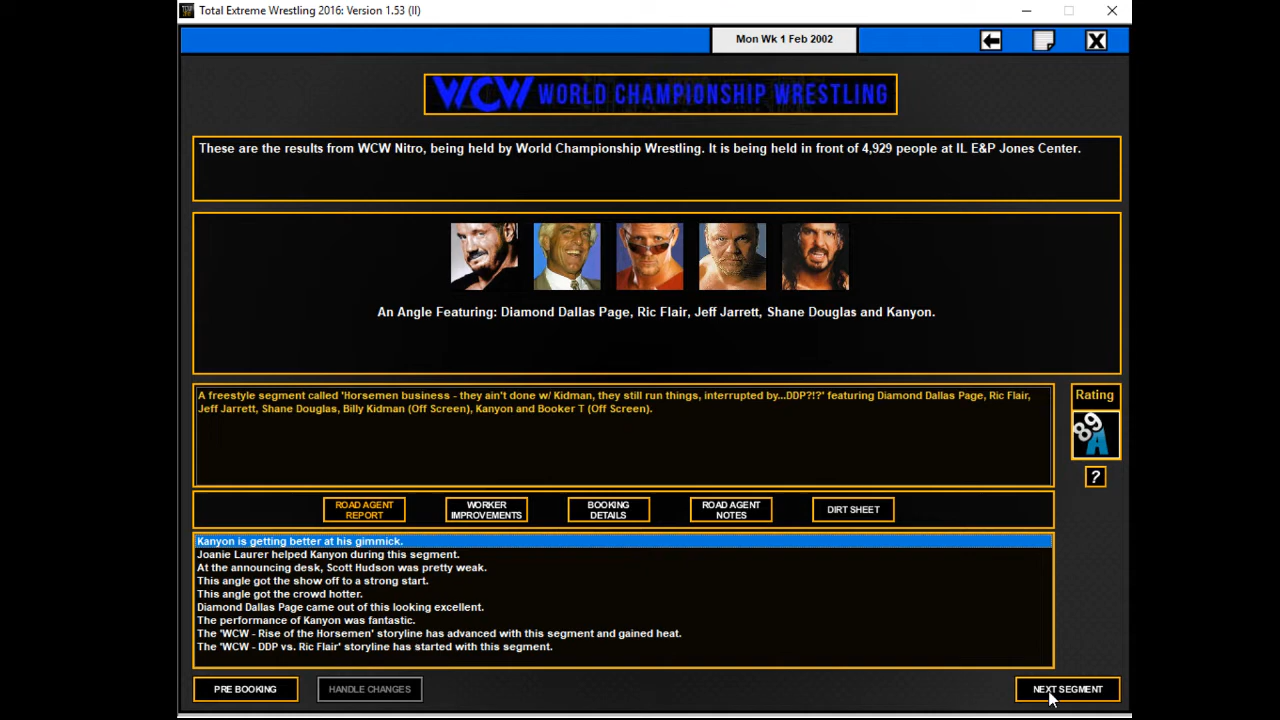 Total Extreme Wrestling 2016: Version 1.53 (II)
Mon Wk 1 Feb 2002
WCW WORLD CHAMPIONSHIP WRESTLING
These are the results from WCW Nitro, being held by World Championship Wrestling. It is being held in front of 4,929 people at IL E&P Jones Center.
An Angle Featuring: Diamond Dallas Page, Ric Flair, Jeff Jarrett, Shane Douglas and Kanyon.
A freestyle segment called 'Horsemen business - they ain't done w/ Kidman, they still run things, interrupted by...DDP?!?' featuring Diamond Dallas Page, Ric Flair,
Jeff Jarrett, Shane Douglas, Billy Kidman (Off Screen), Kanyon and Booker T (Off Screen).
Rating
89
A
?
ROAD AGENT
REPORT
WORKER
IMPROVEMENTS
BOOKING
DETAILS
ROAD AGENT
NOTES
DIRT SHEET
Kanyon is getting better at his gimmick.
Joanie Laurer helped Kanyon during this segment.
At the announcing desk, Scott Hudson was pretty weak.
This angle got the show off to a strong start.
This angle got the crowd hotter.
Diamond Dallas Page came out of this looking excellent.
The performance of Kanyon was fantastic.
The 'WCW - Rise of the Horsemen' storyline has advanced with this segment and gained heat.
The 'WCW - DDP vs. Ric Flair' storyline has started with this segment.
PRE BOOKING
HANDLE CHANGES
NEXT SEGMENT